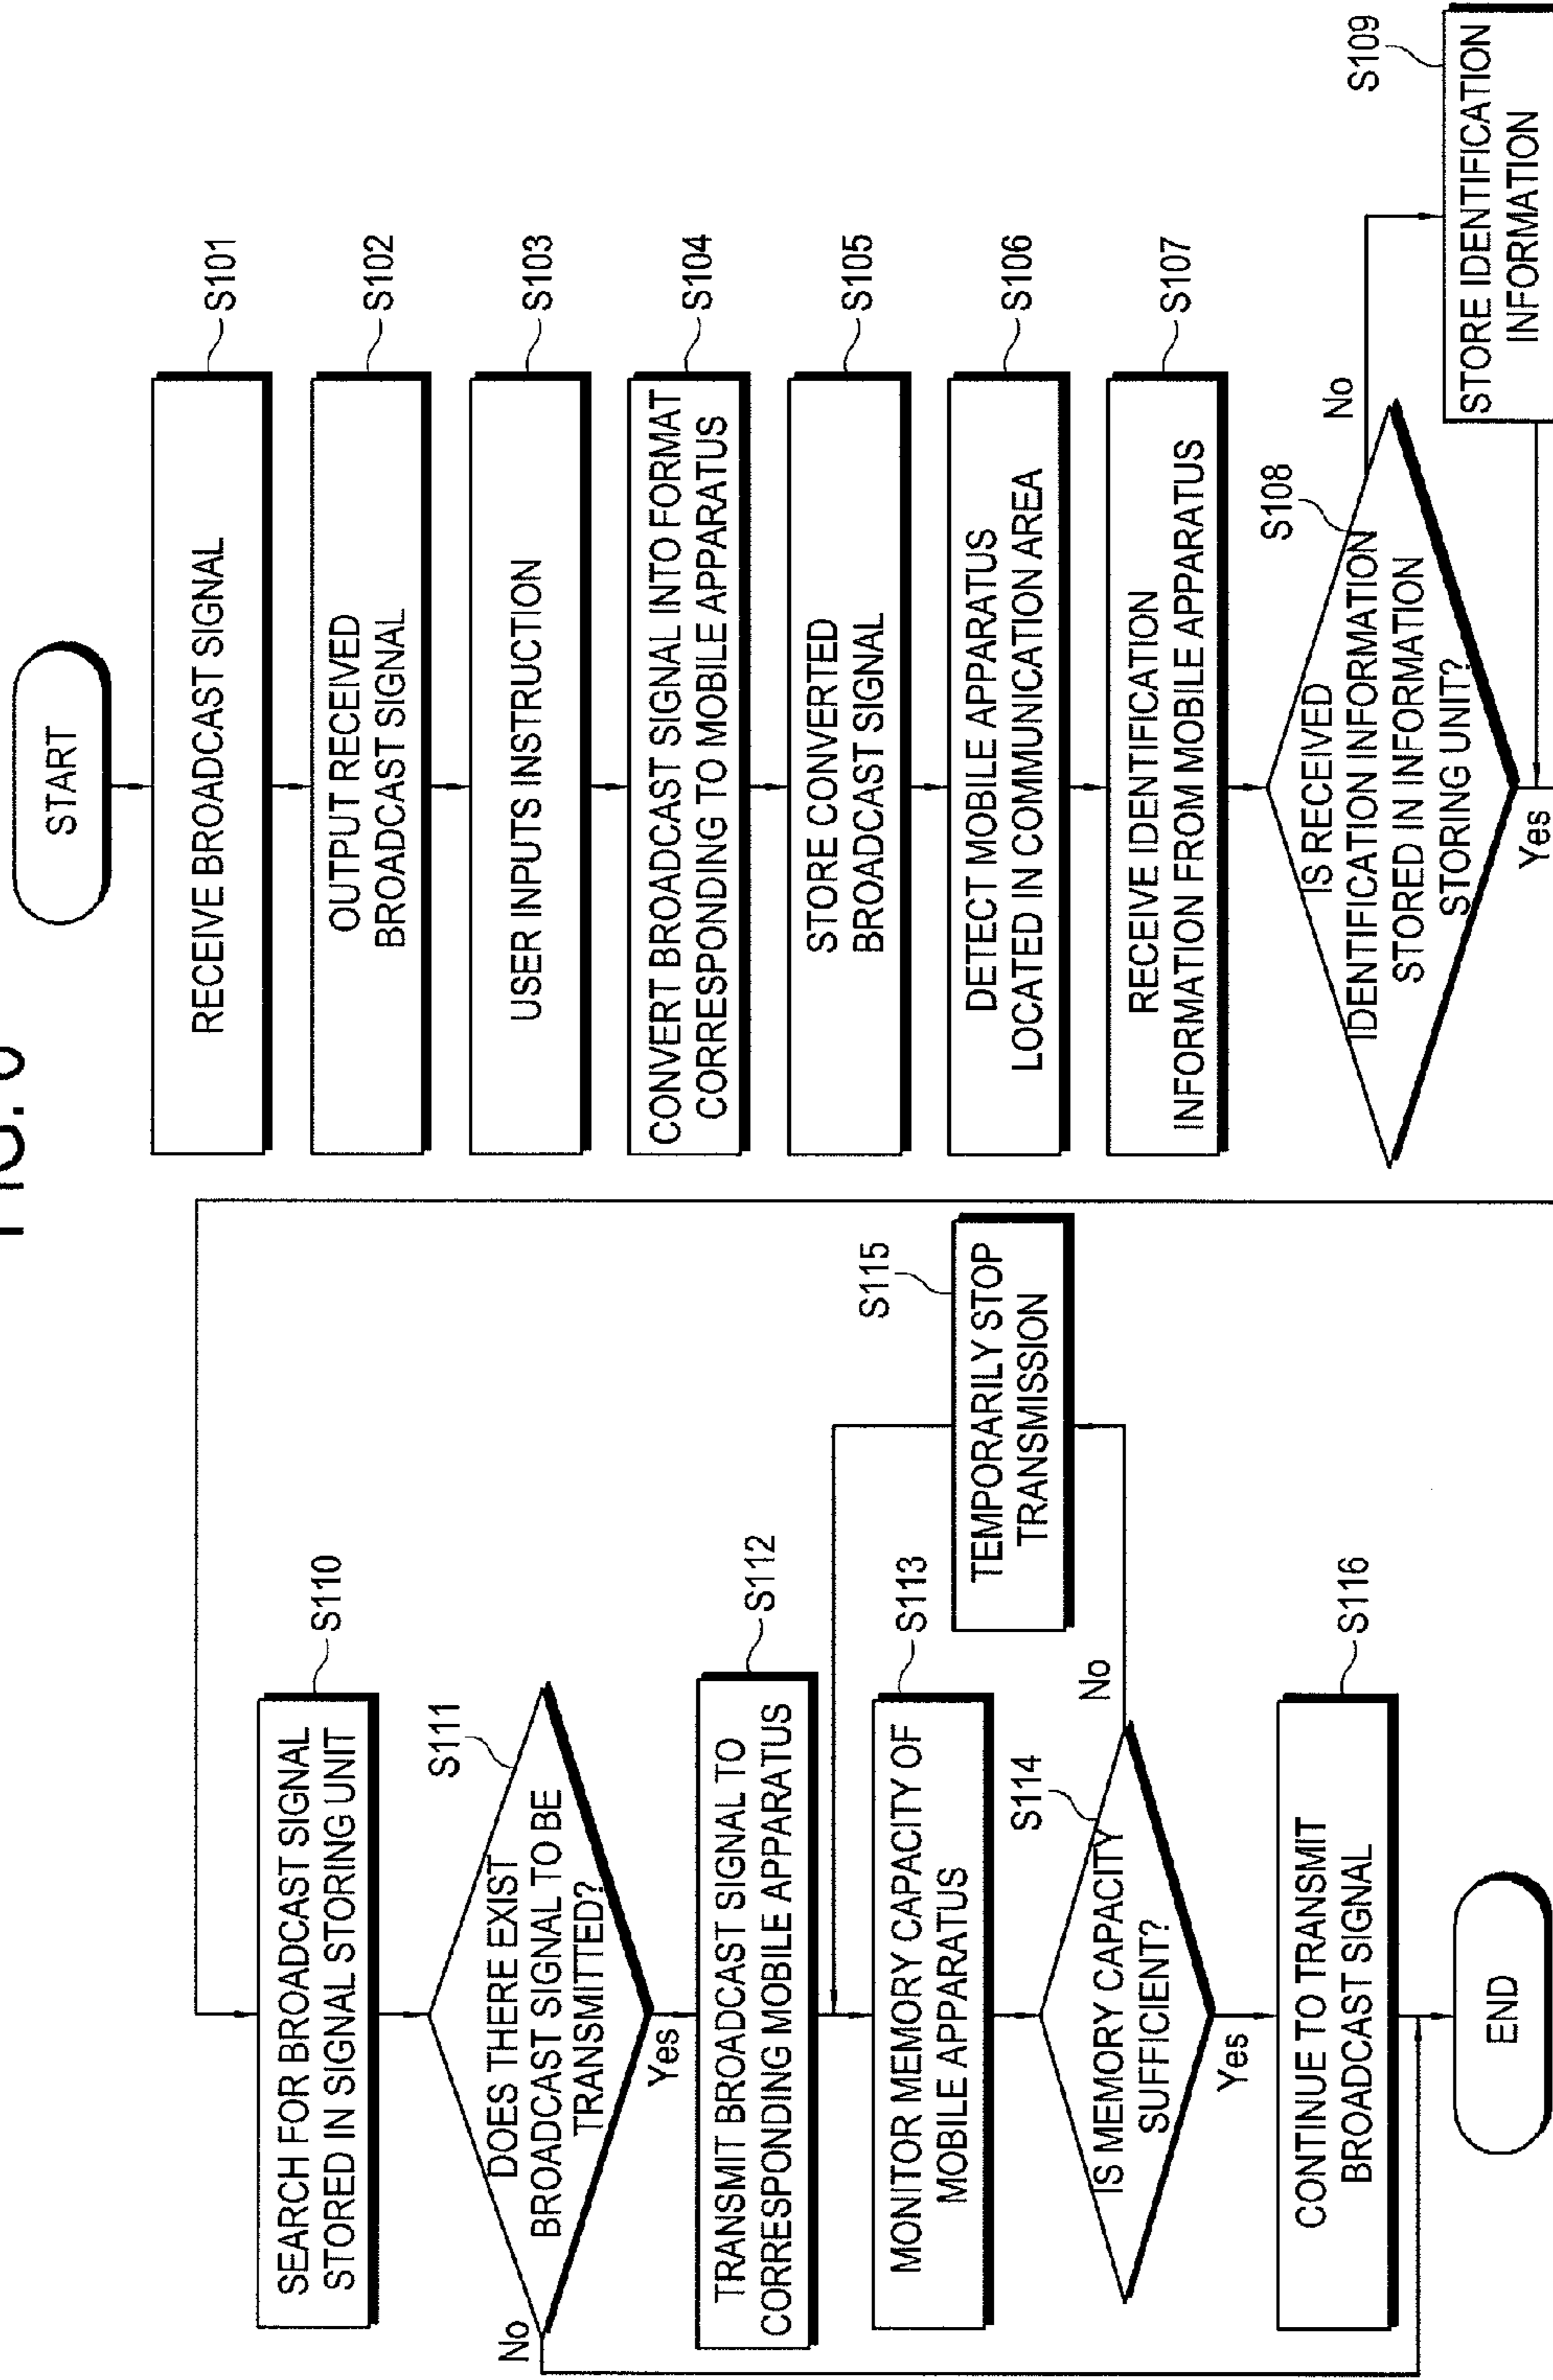 START
RECEIVE BROADCAST SIGNAL
S101
OUTPUT RECEIVED
BROADCAST SIGNAL
S102
USER INPUTS INSTRUCTION
S103
CONVERT BROADCAST SIGNAL INTO FORMAT
CORRESPONDING TO MOBILE APPARATUS
S104
STORE CONVERTED
BROADCAST SIGNAL
S105
DETECT MOBILE APPARATUS
LOCATED IN COMMUNICATION AREA
S106
RECEIVE IDENTIFICATION
INFORMATION FROM MOBILE APPARATUS
S107
S108
IS RECEIVED
IDENTIFICATION INFORMATION
STORED IN INFORMATION
STORING UNIT?
No
Yes
S109
STORE IDENTIFICATION
INFORMATION
SEARCH FOR BROADCAST SIGNAL
STORED IN SIGNAL STORING UNIT
S110
S111
DOES THERE EXIST
BROADCAST SIGNAL TO BE
TRANSMITTED?
No
Yes
TRANSMIT BROADCAST SIGNAL TO
CORRESPONDING MOBILE APPARATUS
S112
MONITOR MEMORY CAPACITY OF
MOBILE APPARATUS
S113
S114
IS MEMORY CAPACITY
SUFFICIENT?
No
Yes
S115
TEMPORARILY STOP
TRANSMISSION
CONTINUE TO TRANSMIT
BROADCAST SIGNAL
S116
END